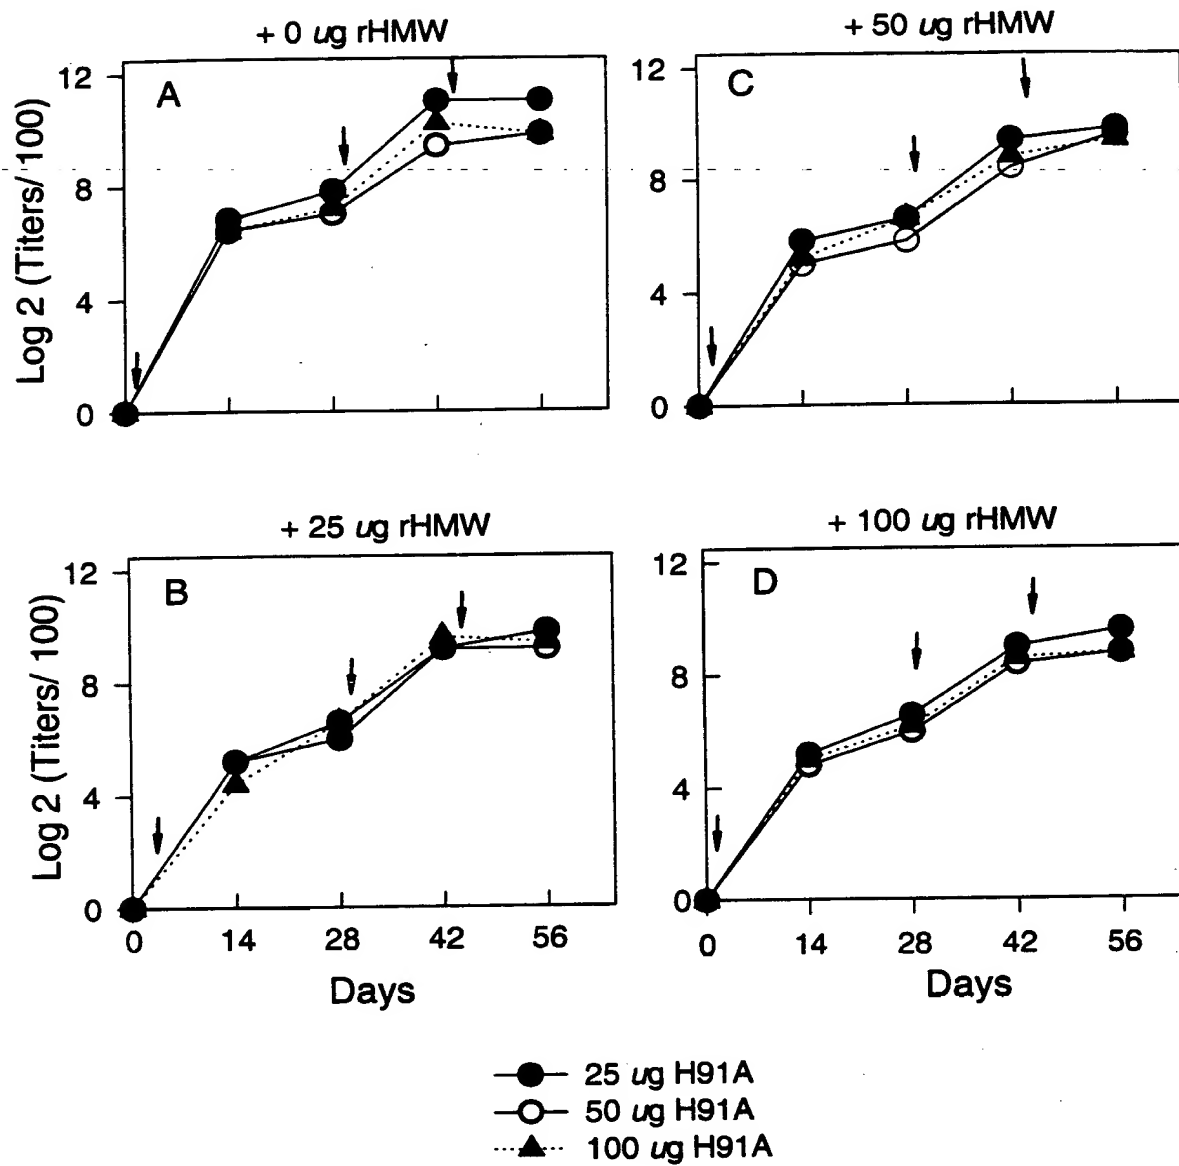 + 0 ug rHMW
A
12
8
4
0
Log 2 (Titers/ 100)
+ 50 ug rHMW
C
12
8
4
0
+ 25 ug rHMW
B
12
8
4
0
Log 2 (Titers/ 100)
0 14 28 42 56
Days
+ 100 ug rHMW
D
12
8
4
0
0 14 28 42 56
Days
25 ug H91A
50 ug H91A
100 ug H91A